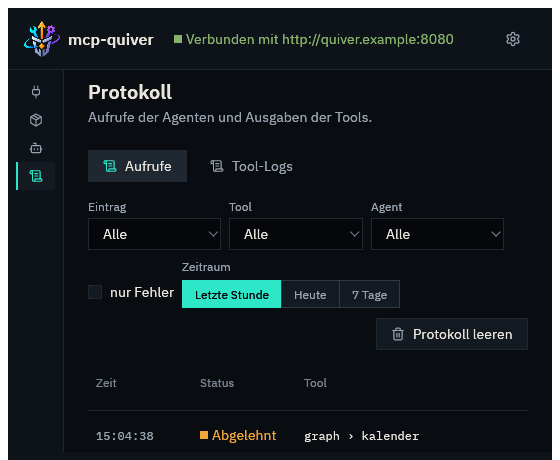 mcp-quiver
Verbunden mit http://quiver.example:8080
Protokoll
Aufrufe der Agenten und Ausgaben der Tools.
Aufrufe Tool-Logs
Eintrag Tool Agent
Alle Alle Alle
Zeitraum
nur Fehler Letzte Stunde Heute 7 Tage
Protokoll leeren
Zeit Status Tool
15:04:38 Abgelehnt graph › kalender